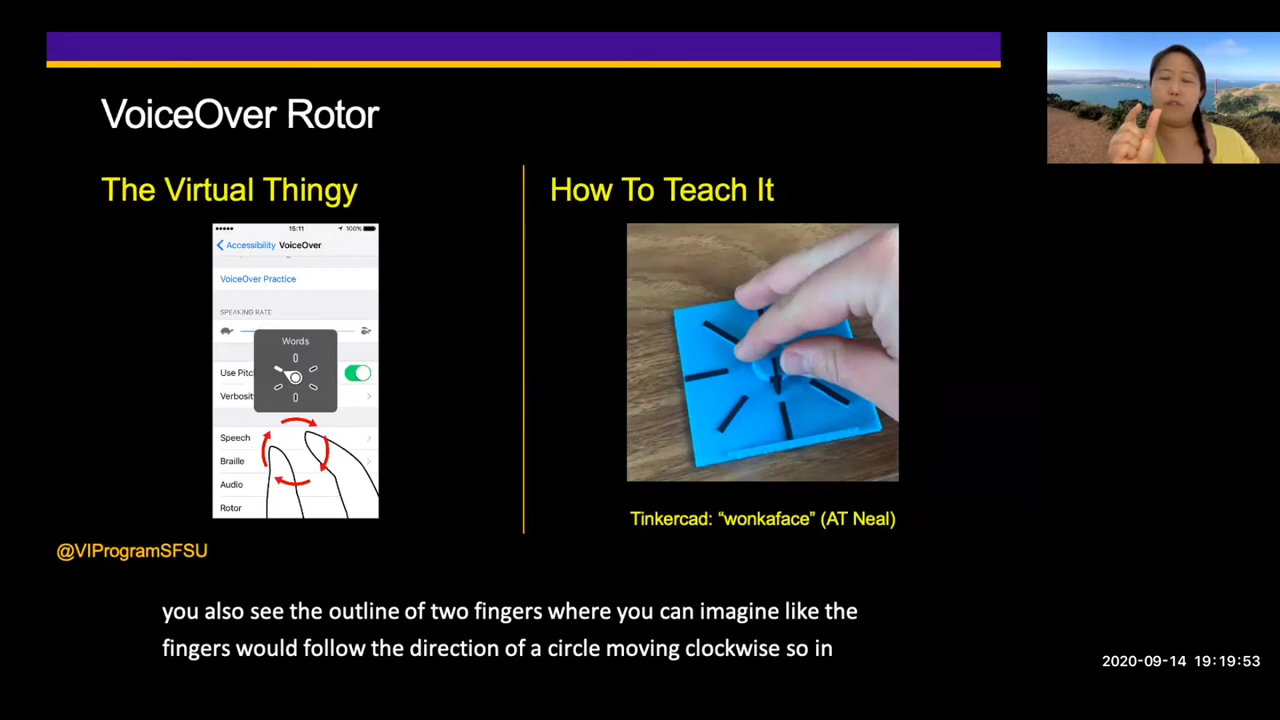 VoiceOver Rotor
The Virtual Thingy
15:11
100%
Accessibility VoiceOver
VoiceOver Practice
SPEAKING RATE
Words
Use Pitc
Verbosit
Speech
Braille
Audio
Rotor
How To Teach It
Tinkercad: “wonkaface” (AT Neal)
@VIProgramSFSU
you also see the outline of two fingers where you can imagine like the
fingers would follow the direction of a circle moving clockwise so in
2020-09-14 19:19:53